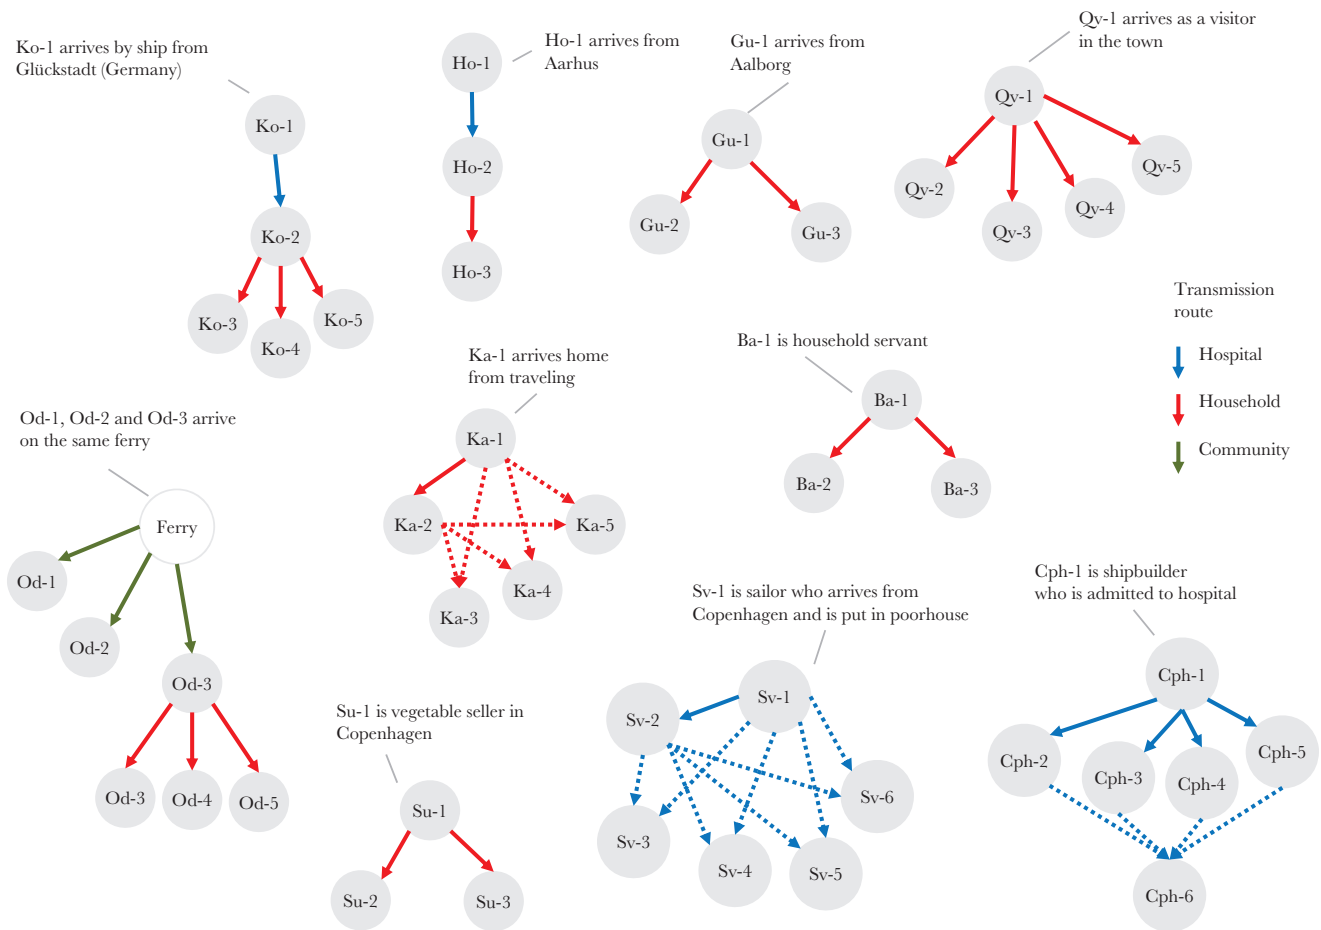 Ko-1 arrives by ship from
Glückstadt (Germany)
Ko-1
Ko-2
Ko-3
Ko-4
Ko-5
Ho-1 arrives from
Aarhus
Ho-1
Ho-2
Ho-3
Gu-1 arrives from
Aalborg
Gu-1
Gu-2
Gu-3
Qv-1 arrives as a visitor
in the town
Qv-1
Qv-2
Qv-3
Qv-4
Qv-5
Transmission
route
Hospital
Household
Community
Od-1, Od-2 and Od-3 arrive
on the same ferry
Ferry
Od-1
Od-2
Od-3
Od-3
Od-4
Od-5
Ka-1 arrives home
from traveling
Ka-1
Ka-2
Ka-5
Ka-4
Ka-3
Ba-1 is household servant
Ba-1
Ba-2
Ba-3
Su-1 is vegetable seller in
Copenhagen
Su-1
Su-2
Su-3
Sv-1 is sailor who arrives from
Copenhagen and is put in poorhouse
Sv-1
Sv-2
Sv-3
Sv-4
Sv-5
Sv-6
Cph-1 is shipbuilder
who is admitted to hospital
Cph-1
Cph-2
Cph-3
Cph-4
Cph-5
Cph-6